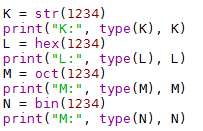 K = str(1234)
print("K:", type(K), K)
L = hex(1234)
print("L:", type(L), L)
M = oct(1234)
print("M:", type(M), M)
N = bin(1234)
print("M:", type(N), N)